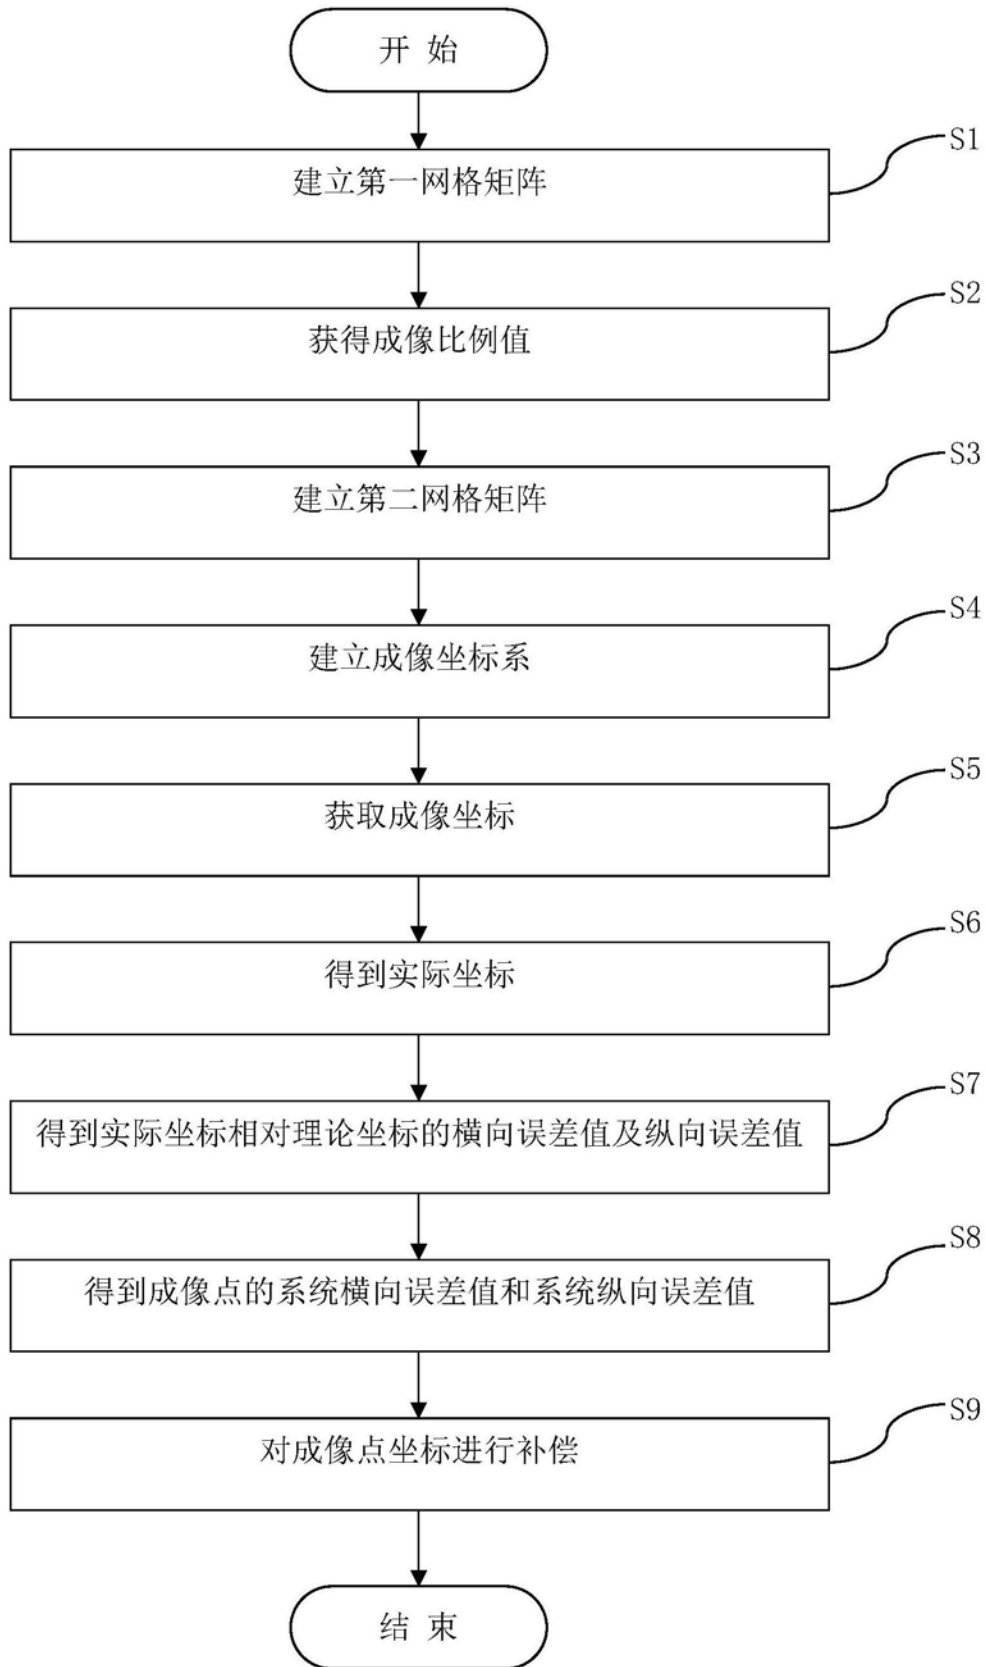 开 始
S1
建立第一网格矩阵
S2
获得成像比例值
S3
建立第二网格矩阵
S4
建立成像坐标系
S5
获取成像坐标
S6
得到实际坐标
S7
得到实际坐标相对理论坐标的横向误差值及纵向误差值
S8
得到成像点的系统横向误差值和系统纵向误差值
S9
对成像点坐标进行补偿
结 束